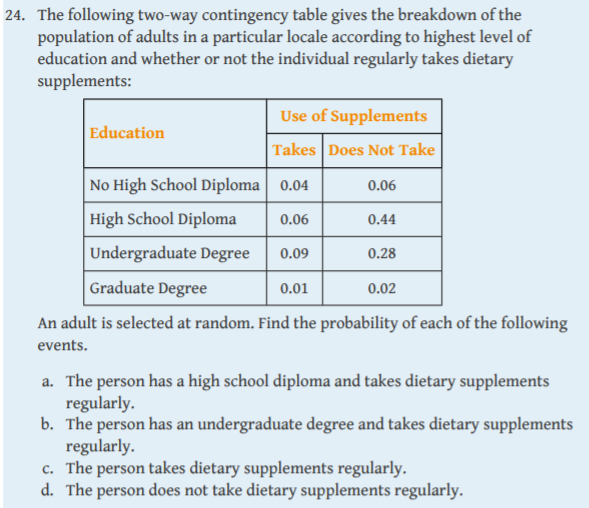 24. The following two-way contingency table gives the breakdown of the
population of adults in a particular locale according to highest level of
education and whether or not the individual regularly takes dietary
supplements:
Education
Use of Supplements
Takes Does Not Take
No High School Diploma 0.04 0.06
High School Diploma 0.06 0.44
Undergraduate Degree 0.09 0.28
Graduate Degree 0.01 0.02
An adult is selected at random. Find the probability of each of the following
events.
a. The person has a high school diploma and takes dietary supplements
regularly.
b. The person has an undergraduate degree and takes dietary supplements
regularly.
c. The person takes dietary supplements regularly.
d. The person does not take dietary supplements regularly.